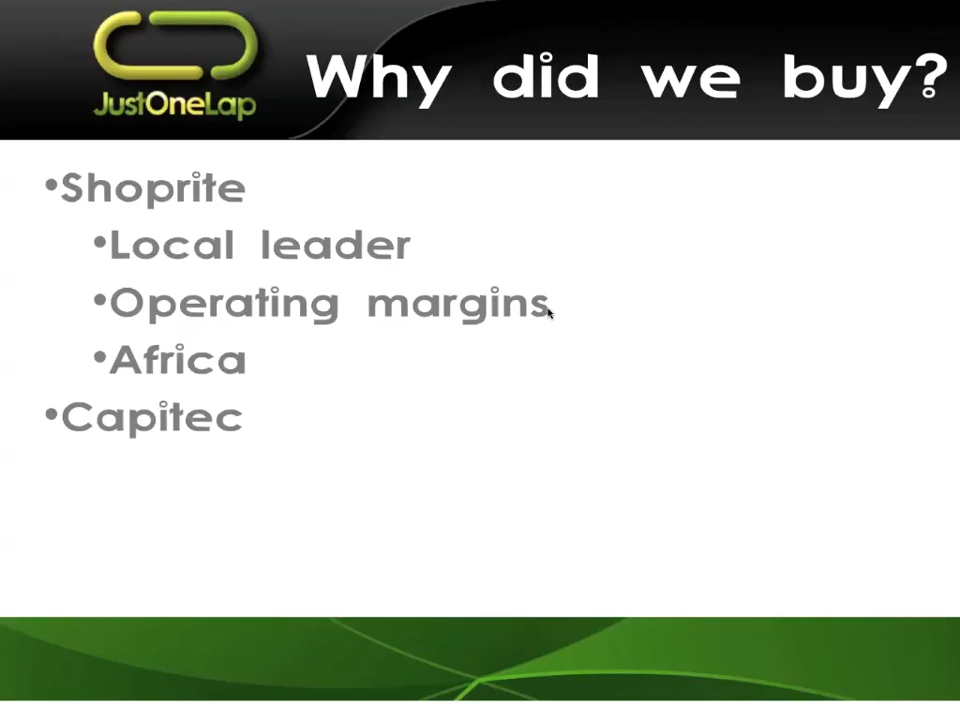 JustOneLap
Why did we buy?
•Shoprite
•Local leader
•Operating margins
•Africa
•Capitec